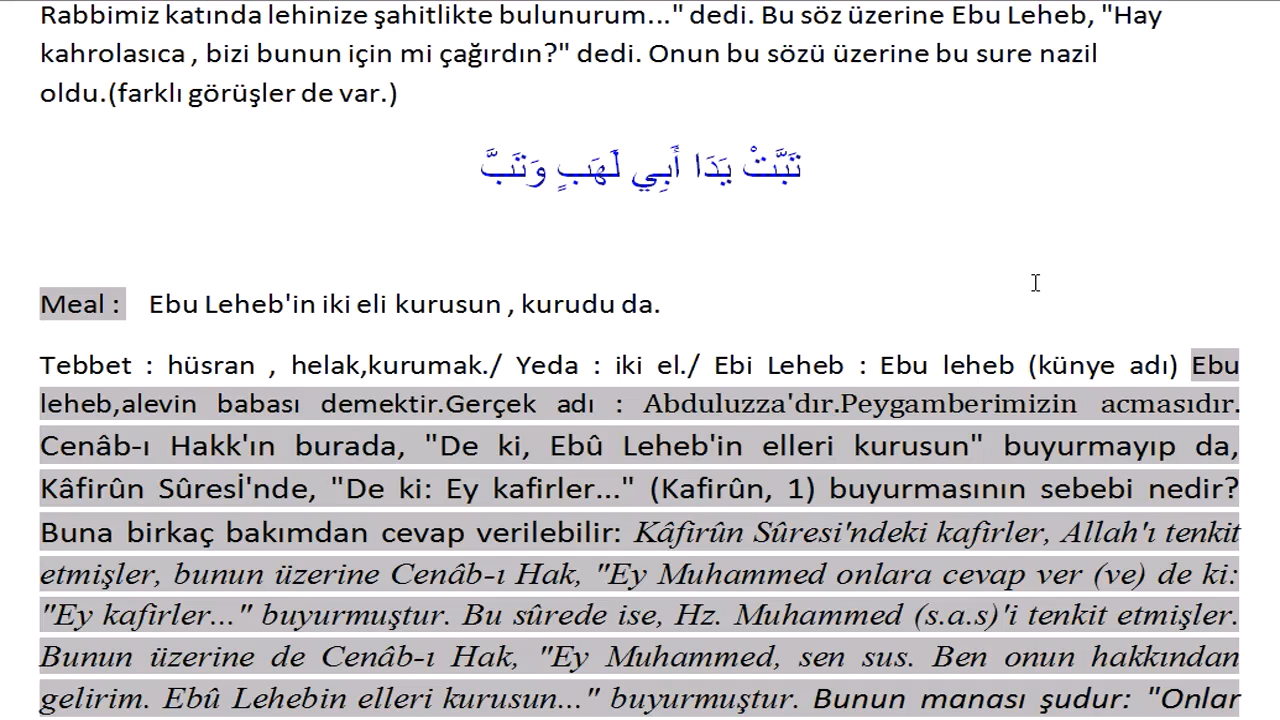 Rabbimiz katında lehinize şahitlikte bulunurum..." dedi. Bu söz üzerine Ebu Leheb, "Hay
kahrolasıca , bizi bunun için mi çağırdın?" dedi. Onun bu sözü üzerine bu sure nazil
oldu.(farklı görüşler de var.)
تَبَّتْ يَدَا أَبِي لَهَبٍ وَتَبَّ
Meal : Ebu Leheb'in iki eli kurusun , kurudu da.
Tebbet : hüsran , helak,kurumak./ Yeda : iki el./ Ebi Leheb : Ebu leheb (künye adı) Ebu
leheb,alevin babası demektir.Gerçek adı : Abduluzza'dır.Peygamberimizin acmasıdır.
Cenâb-ı Hakk'ın burada, "De ki, Ebû Leheb'in elleri kurusun" buyurmayıp da,
Kâfirûn Sûresİ'nde, "De ki: Ey kafirler..." (Kafirûn, 1) buyurmasının sebebi nedir?
Buna birkaç bakımdan cevap verilebilir: Kâfirûn Sûresi'ndeki kafirler, Allah'ı tenkit
etmişler, bunun üzerine Cenâb-ı Hak, "Ey Muhammed onlara cevap ver (ve) de ki:
"Ey kafirler..." buyurmuştur. Bu sûrede ise, Hz. Muhammed (s.a.s)'i tenkit etmişler.
Bunun üzerine de Cenâb-ı Hak, "Ey Muhammed, sen sus. Ben onun hakkından
gelirim. Ebû Lehebin elleri kurusun..." buyurmuştur. Bunun manası şudur: "Onlar